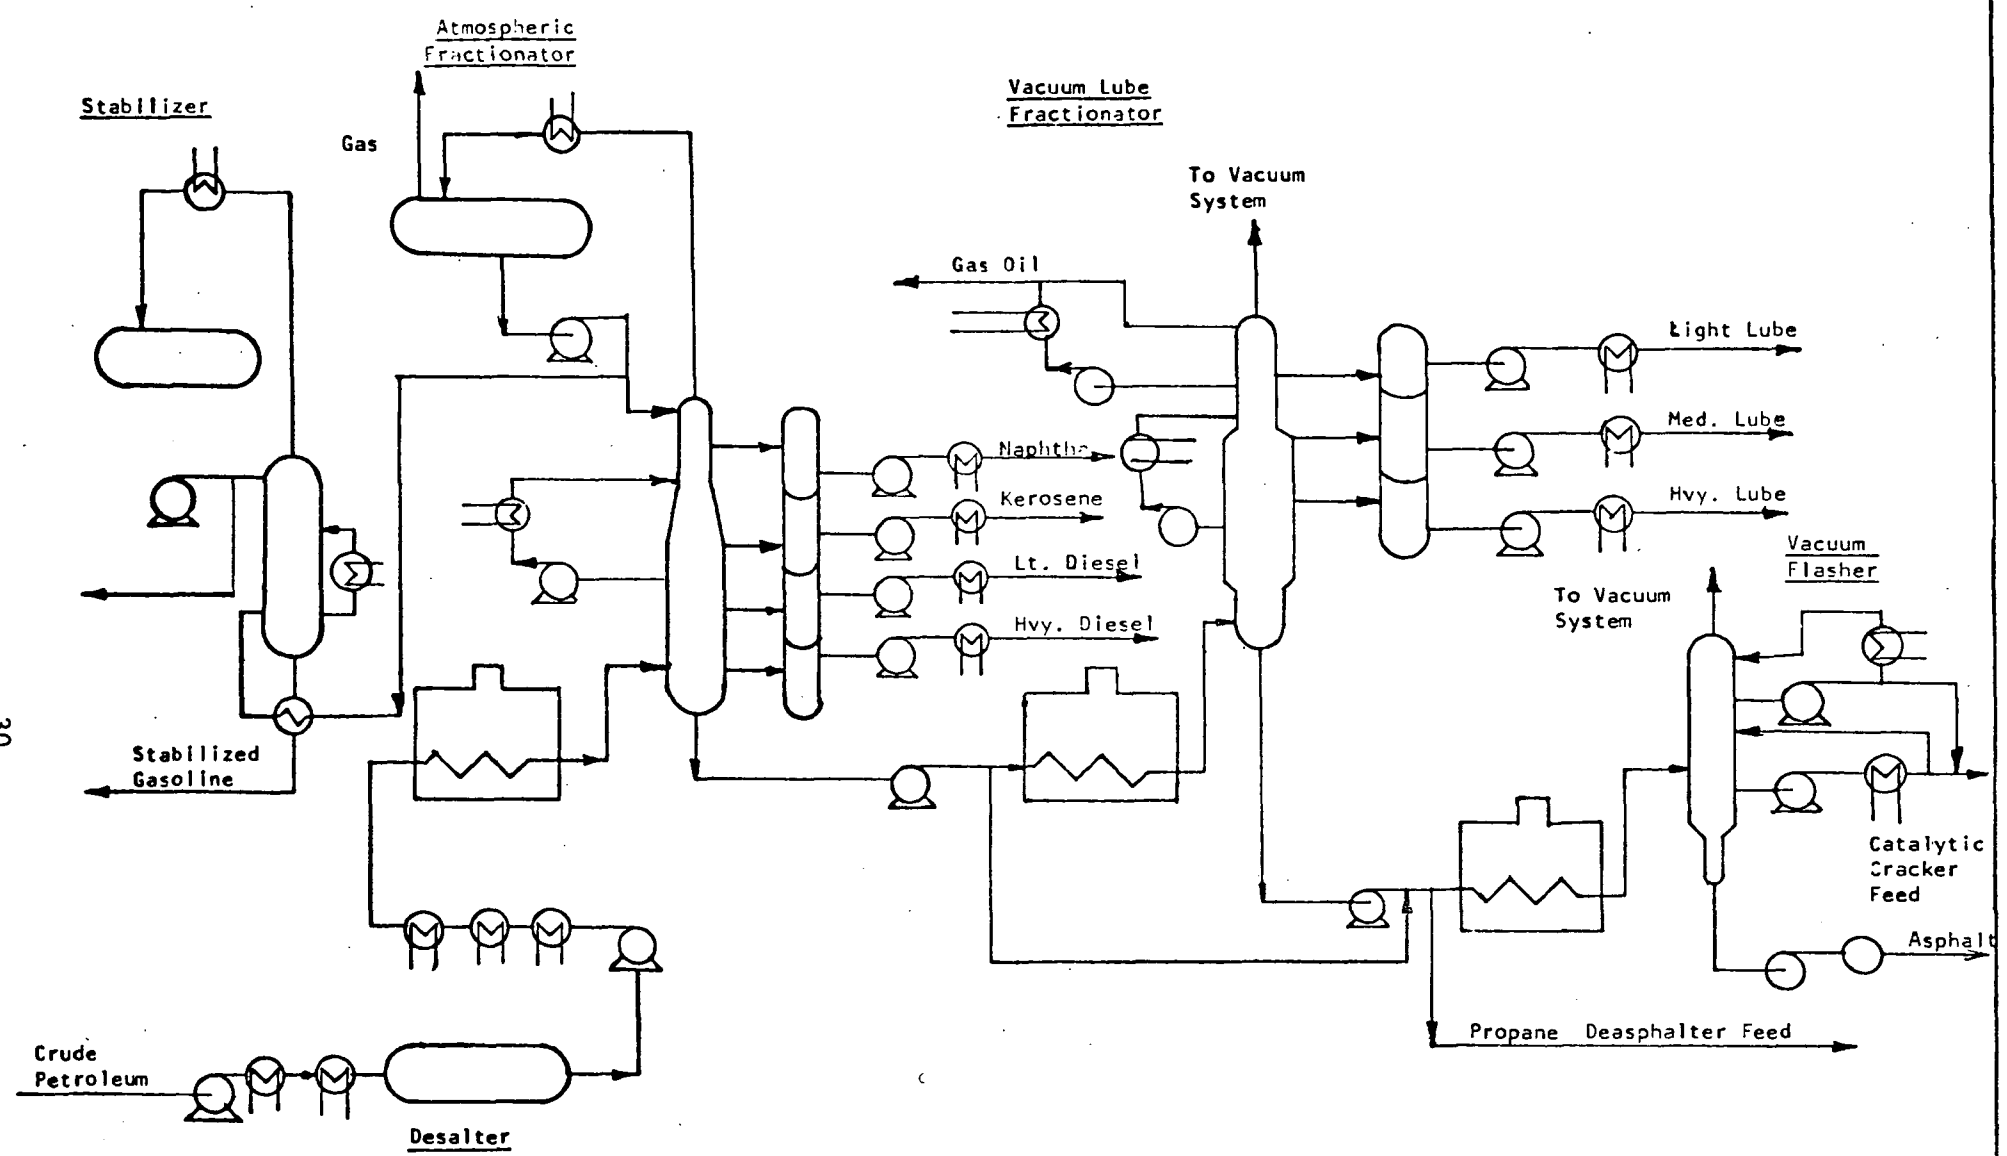 Atmospheric
Fractionator
Stabilizer
Gas
Vacuum Lube
Fractionator
To Vacuum
System
Gas Oil
Light Lube
Med. Lube
Hvy. Lube
Naphtha
Kerosene
Lt. Diesel
Hvy. Diesel
Vacuum
Flasher
To Vacuum
System
Stabilized
Gasoline
30
Catalytic
Cracker
Feed
Asphalt
Propane Deasphalter Feed
Crude
Petroleum
Desalter